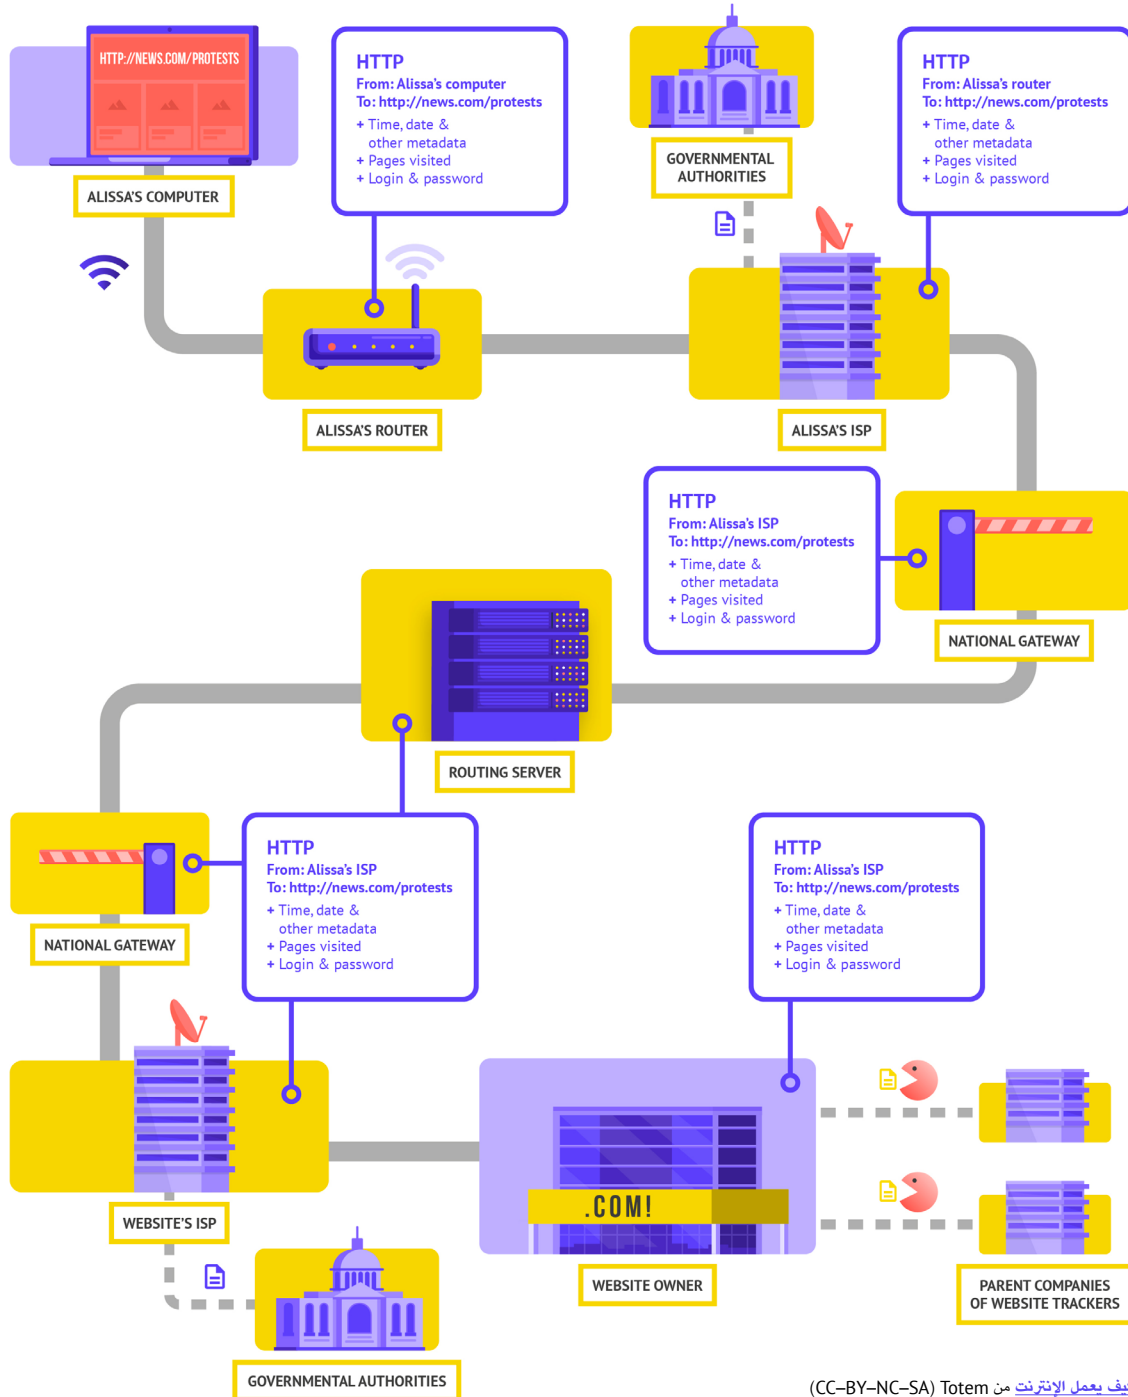 HTTP://NEWS.COM/PROTESTS
ALISSA'S COMPUTER
HTTP
From: Alissa's computer
To: http://news.com/protests
+ Time, date &
other metadata
+ Pages visited
+ Login & password
ALISSA'S ROUTER
GOVERNMENTAL
AUTHORITIES
HTTP
From: Alissa's router
To: http://news.com/protests
+ Time, date &
other metadata
+ Pages visited
+ Login & password
ALISSA'S ISP
HTTP
From: Alissa's ISP
To: http://news.com/protests
+ Time, date &
other metadata
+ Pages visited
+ Login & password
NATIONAL GATEWAY
ROUTING SERVER
NATIONAL GATEWAY
HTTP
From: Alissa's ISP
To: http://news.com/protests
+ Time, date &
other metadata
+ Pages visited
+ Login & password
HTTP
From: Alissa's ISP
To: http://news.com/protests
+ Time, date &
other metadata
+ Pages visited
+ Login & password
WEBSITE'S ISP
.COM!
WEBSITE OWNER
PARENT COMPANIES
OF WEBSITE TRACKERS
GOVERNMENTAL AUTHORITIES
يعمل الإنترنت من Totem (CC–BY–NC–SA)